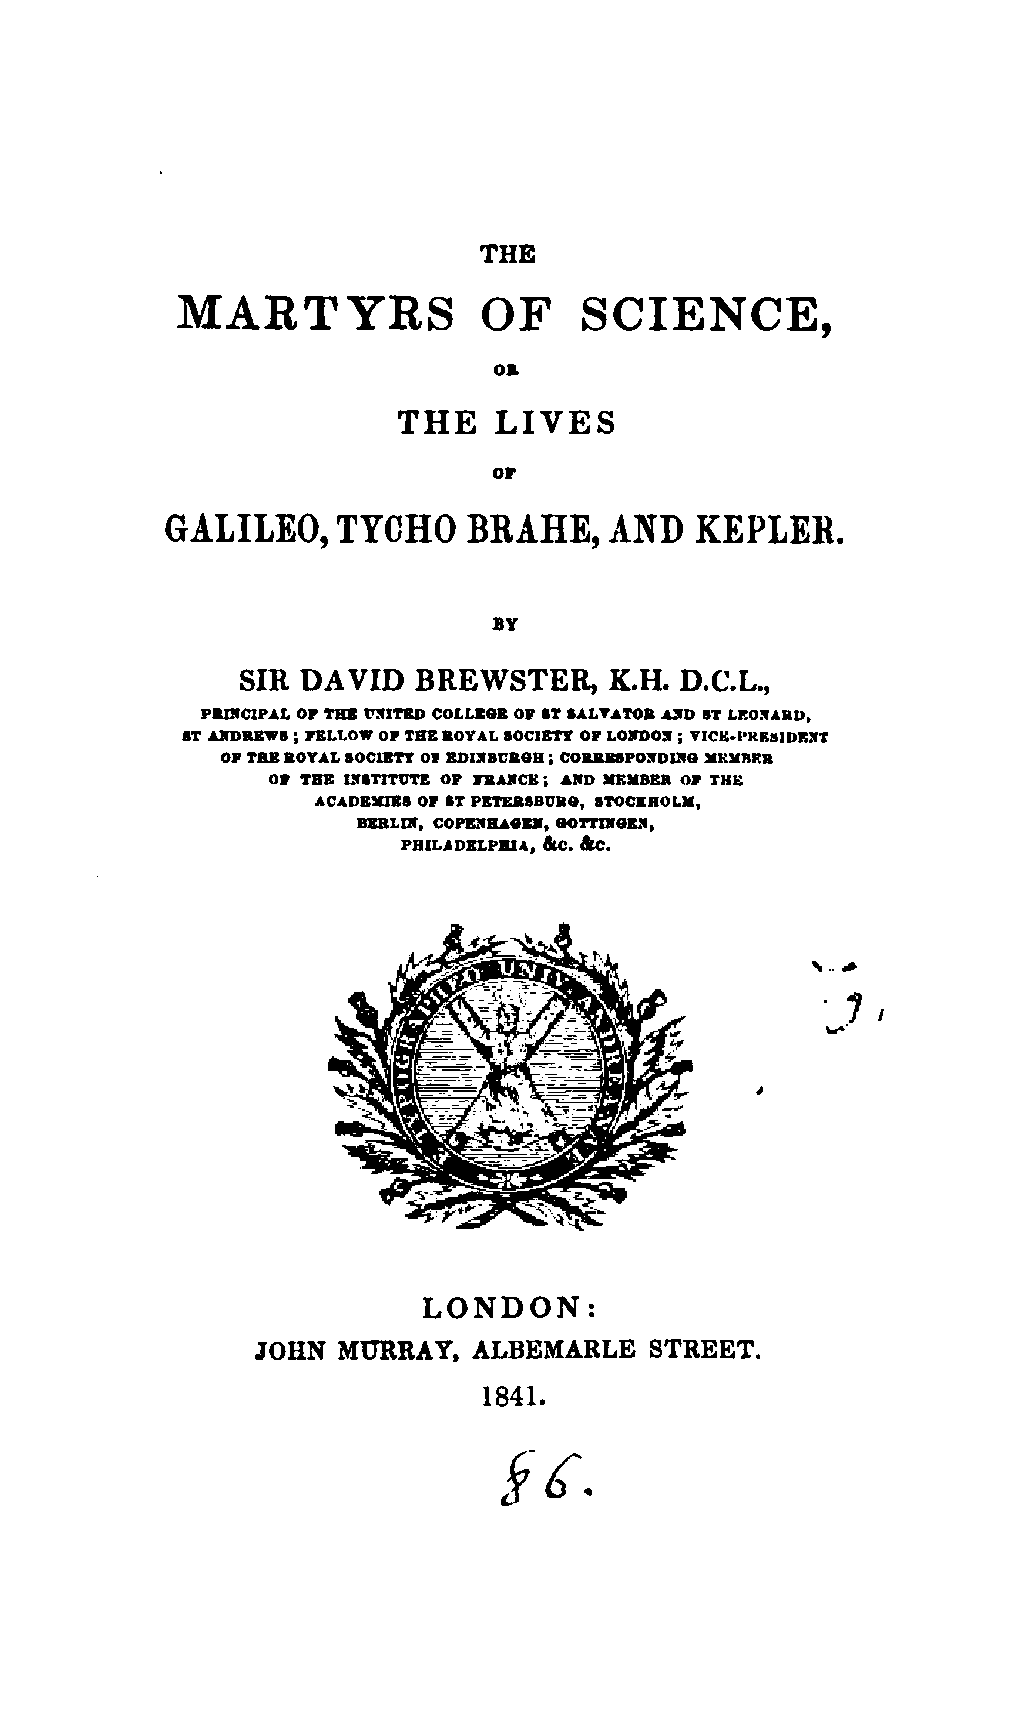 THE
MARTYRS OF SCIENCE,
OR
THE LIVES
OF
GALILEO, TYCHO BRAHE, AND KEPLER.
BY
SIR DAVID BREWSTER, K.H. D.C.L.,
PRINCIPAL OF THE UNITED COLLEGE OF ST SALVATOR AND ST LEONARD,
ST ANDREWS; FELLOW OF THE ROYAL SOCIETY OF LONDON; VICE-PRESIDENT
OF THE ROYAL SOCIETY OF EDINBURGH; CORRESPONDING MEMBER
OF THE INSTITUTE OF FRANCE; AND MEMBER OF THE
ACADEMIES OF ST PETERSBURG, STOCKHOLM,
BERLIN, COPENHAGEN, GOTTINGEN,
PHILADELPHIA, &c. &c.
UNIV.
LONDON:
JOHN MURRAY, ALBEMARLE STREET.
1841.
86.